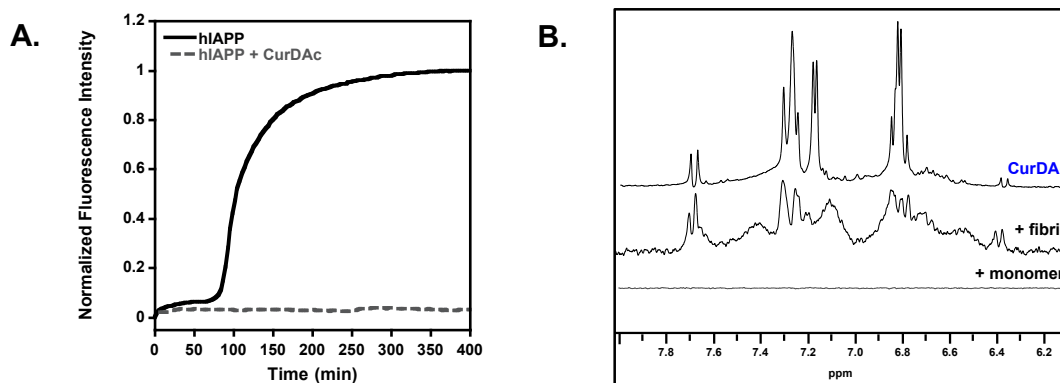 A.
Normalized Fluorescence Intensity
1.2
1
0.8
0.6
0.4
0.2
0
hIAPP
hIAPP + CurDAc
0 50 100 150 200 250 300 350 400
Time (min)
B.
CurDA
+ fibri
+ monomer
7.8 7.6 7.4 7.2 7.0 6.8 6.6 6.4 6.2
ppm